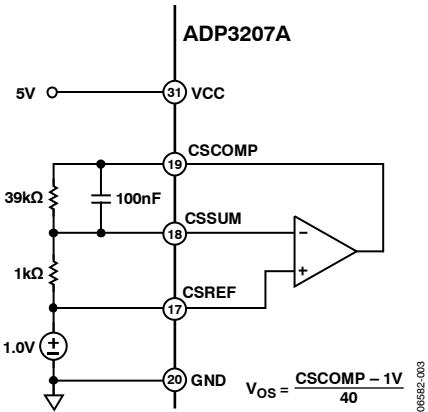 ADP3207A
5V
31
VCC
19
CSCOMP
39kΩ
100nF
18
CSSUM
1kΩ
17
CSREF
1.0V
20
GND
VOS = CSCOMP – 1V
40
–
+
+
–
06582-003